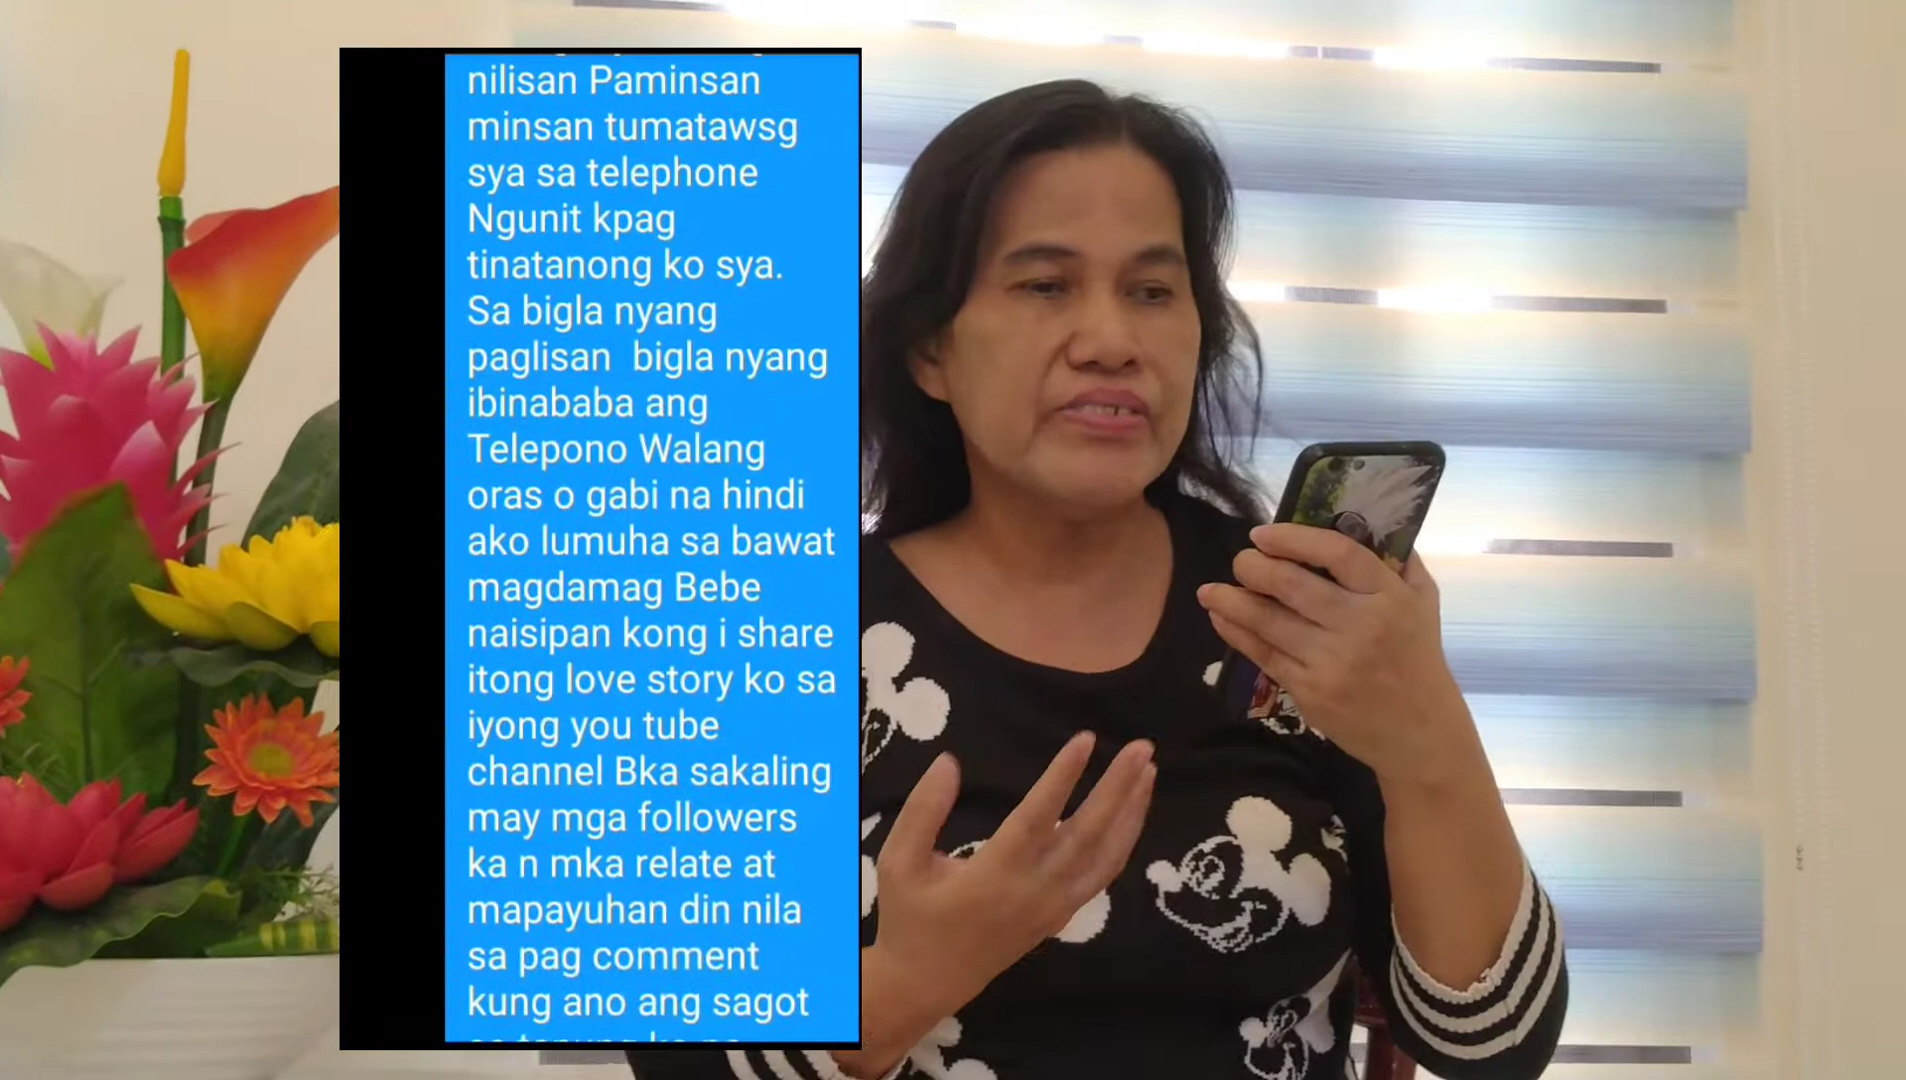 nilisan Paminsan
minsan tumatawsg
sya sa telephone
Ngunit kpag
tinatanong ko sya.
Sa bigla nyang
paglisan  bigla nyang
ibinababa ang
Telepono Walang
oras o gabi na hindi
ako lumuha sa bawat
magdamag Bebe
naisipan kong i share
itong love story ko sa
iyong you tube
channel Bka sakaling
may mga followers
ka n mka relate at
mapayuhan din nila
sa pag comment
kung ano ang sagot